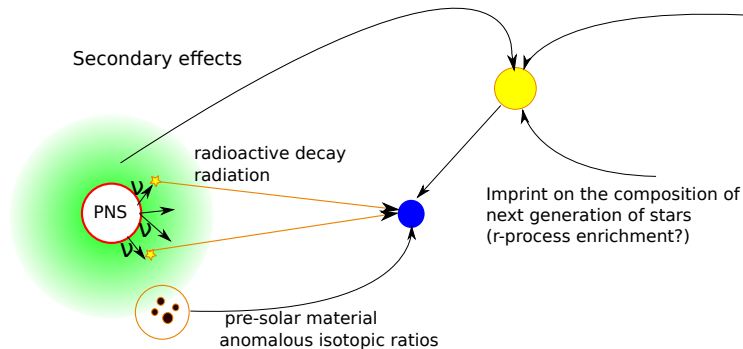 Secondary effects
radioactive decay
radiation
ν
PNS
ν
ν
Imprint on the composition of
next generation of stars
(r-process enrichment?)
pre-solar material
anomalous isotopic ratios